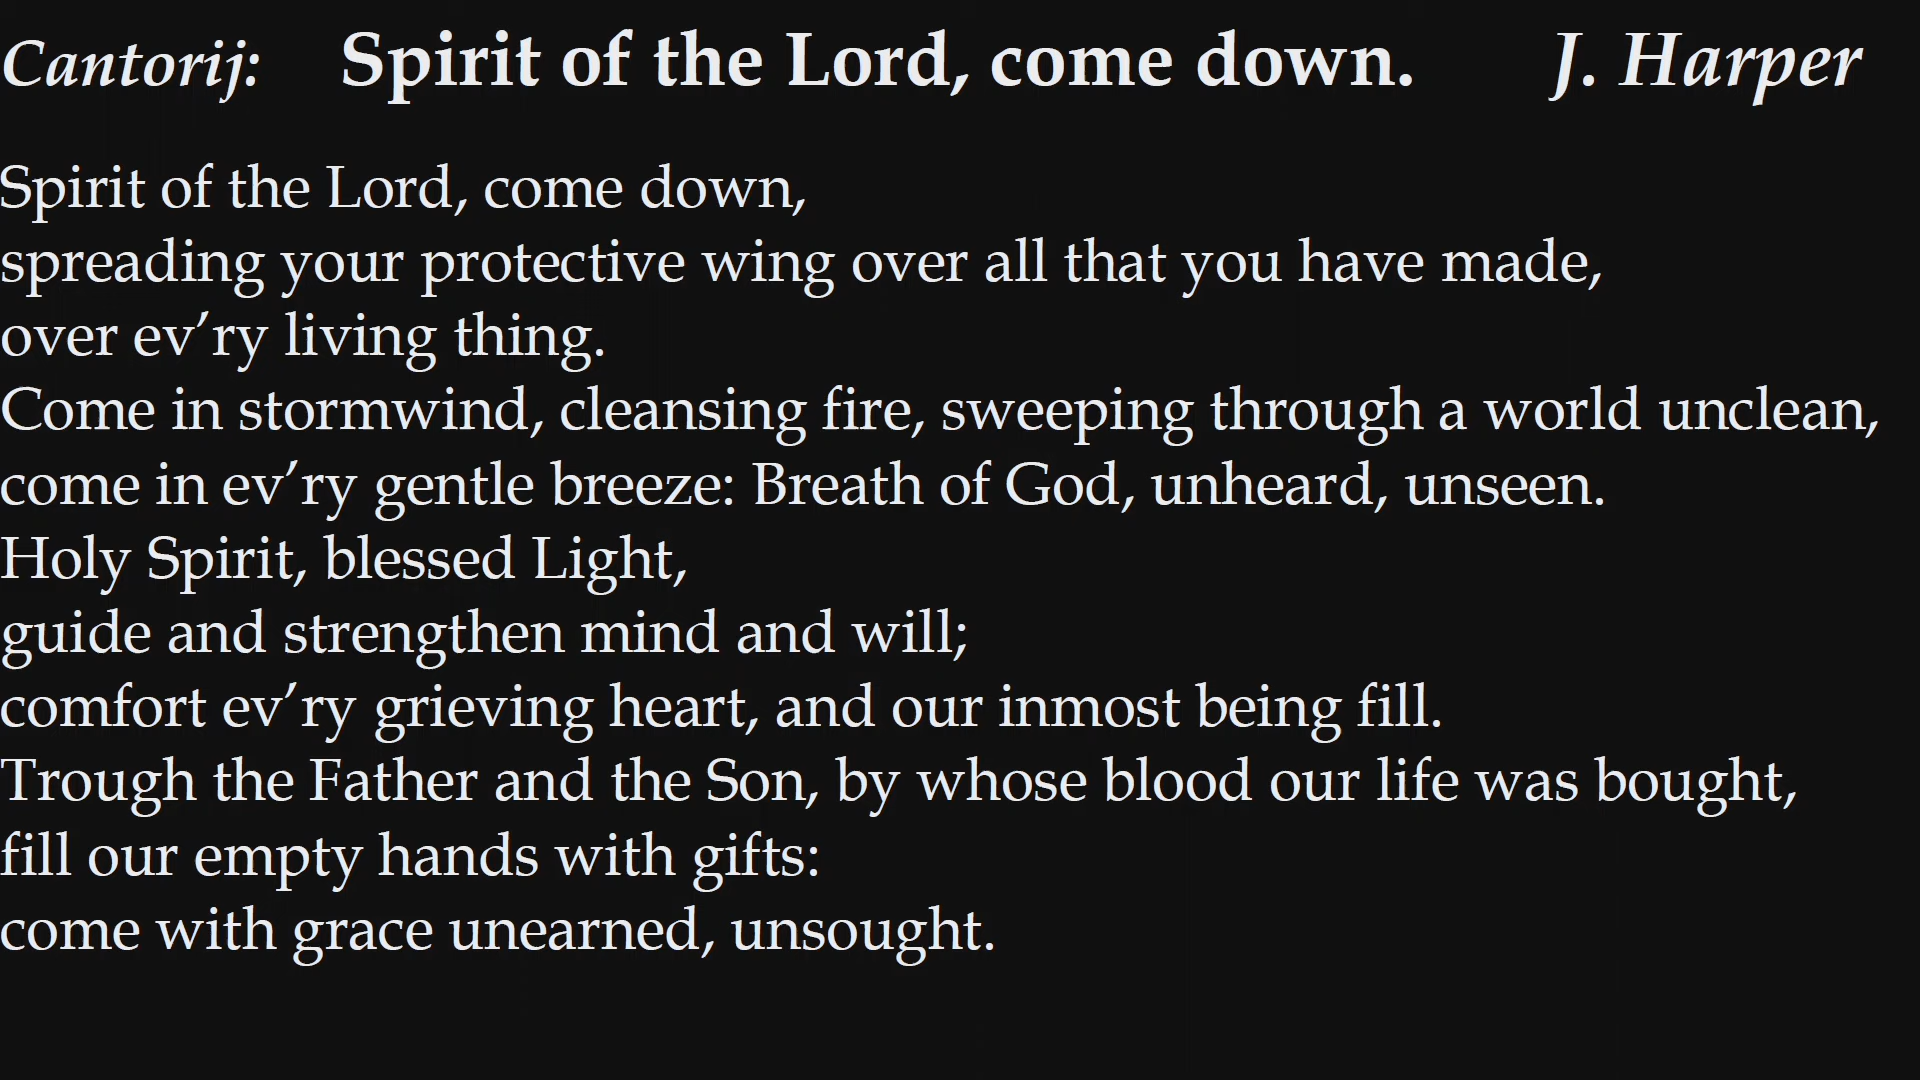 Cantorij: Spirit of the Lord, come down. J. Harper
Spirit of the Lord, come down,
spreading your protective wing over all that you have made,
over ev’ry living thing.
Come in stormwind, cleansing fire, sweeping through a world unclean,
come in ev’ry gentle breeze: Breath of God, unheard, unseen.
Holy Spirit, blessed Light,
guide and strengthen mind and will;
comfort ev’ry grieving heart, and our inmost being fill.
Trough the Father and the Son, by whose blood our life was bought,
fill our empty hands with gifts:
come with grace unearned, unsought.